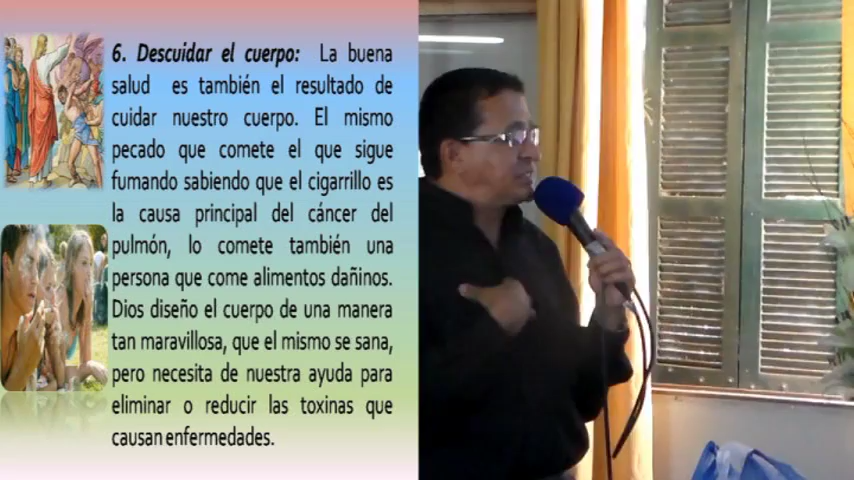 6. Descuidar el cuerpo: La buena
salud es también el resultado de
cuidar nuestro cuerpo. El mismo
pecado que comete el que sigue
fumando sabiendo que el cigarrillo es
la causa principal del cáncer del
pulmón, lo comete también una
persona que come alimentos dañinos.
Dios diseño el cuerpo de una manera
tan maravillosa, que el mismo se sana,
pero necesita de nuestra ayuda para
eliminar o reducir las toxinas que
causan enfermedades.